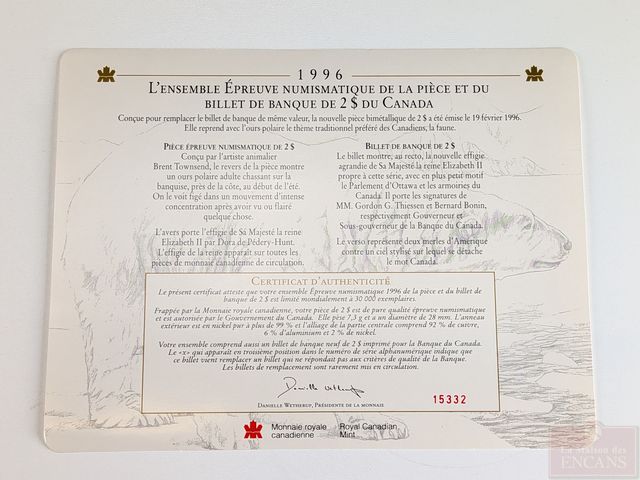 1996
L'ENSEMBLE ÉPREUVE NUMISMATIQUE DE LA PIÈCE ET DU
BILLET DE BANQUE DE 2 $ DU CANADA
Conçue pour remplacer le billet de banque de même valeur, la nouvelle pièce bimétallique de 2 $ a été émise le 19 février 1996.
Elle reprend avec l'ours polaire le thème traditionnel préféré des Canadiens, la faune.
PIÈCE ÉPREUVE NUMISMATIQUE DE 2 $
Conçu par l'artiste animalier
Brent Townsend, le revers de la pièce montre
un ours polaire adulte chassant sur la
banquise, près de la côte, au début de l'été.
On le voit figé dans un mouvement d'intense
concentration après avoir vu ou flairé
quelque chose.
L'avers porte l'effigie de Sa Majesté la reine
Elizabeth II par Dora de Pédery-Hunt.
L'effigie de la reine apparaît sur toutes les
pièces de monnaie canadienne de circulation.
BILLET DE BANQUE DE 2 $
Le billet montre, au recto, la nouvelle effigie
agrandie de Sa Majesté la reine Elizabeth II
propre à cette série, avec en plus petit motif
le Parlement d'Ottawa et les armoiries du
Canada. Il porte les signatures de
MM. Gordon G. Thiessen et Bernard Bonin,
respectivement Gouverneur et
Sous-gouverneur de la Banque du Canada.
Le verso représente deux merles d'Amérique
contre un ciel stylisé sur lequel se détache
le mot Canada.
CERTIFICAT D'AUTHENTICITÉ
Le présent certificat atteste que votre ensemble Épreuve numismatique 1996 de la pièce et du billet de
banque de 2 $ est limité mondialement à 30 000 exemplaires.
Frappée par la Monnaie royale canadienne, votre pièce de 2 $ est de pure qualité épreuve numismatique
et est autorisée par le Gouvernement du Canada. Elle pèse 7,3 g et a un diamètre de 28 mm. L'anneau
extérieur est en nickel pur à plus de 99 % et l'alliage de la partie centrale comprend 92 % de cuivre,
6 % d'aluminium et 2 % de nickel.
Votre ensemble comprend aussi un billet de banque neuf de 2 $ imprimé pour la Banque du Canada.
Le «x» qui apparaît en troisième position dans le numéro de série alphanumérique indique que
ce billet vient remplacer un billet qui ne répondait pas aux critères de qualité de la Banque.
Les billets de remplacement sont rarement mis en circulation.
Danielle Wetherup
DANIELLE WETHERUP, PRÉSIDENTE DE LA MONNAIE
15332
Monnaie royale
canadienne
Royal Canadian
Mint
La Maison des
ENCANS